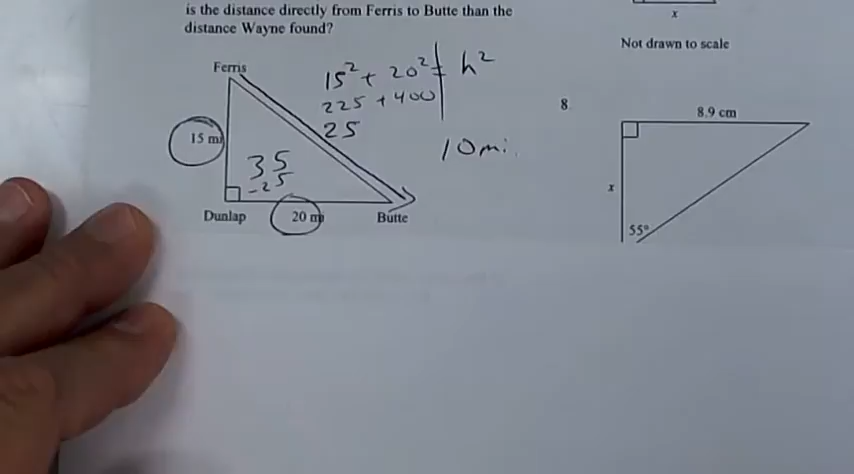 is the distance directly from Ferris to Butte than the
distance Wayne found?
Ferris
15² + 20² = h²
225 + 400
25
15 mi
35
-25
10 mi.
Dunlap
20 mi
Butte
x
Not drawn to scale
8
8.9 cm
x
55°